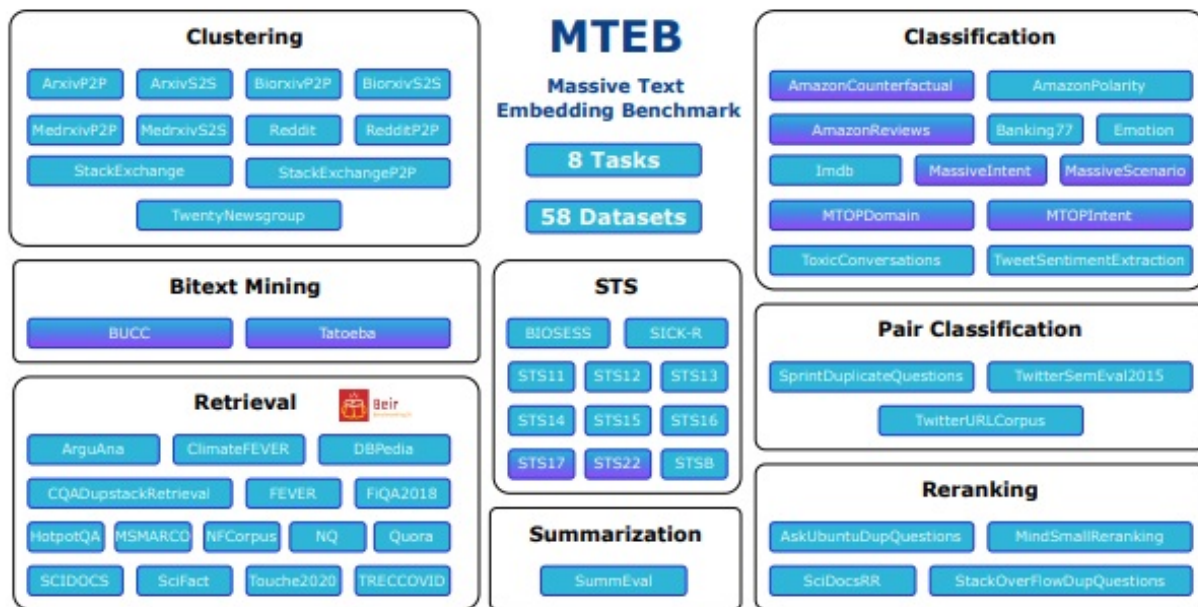 Clustering
ArxivP2P ArxivS2S BiorxivP2P BiorxivS2S
MedrxivP2P MedrxivS2S Reddit RedditP2P
StackExchange StackExchangeP2P
TwentyNewsgroup
MTEB
Massive Text
Embedding Benchmark
8 Tasks
58 Datasets
Classification
AmazonCounterfactual AmazonPolarity
AmazonReviews Banking77 Emotion
Imdb MassiveIntent MassiveScenario
MTOPDomain MTOPIntent
ToxicConversations TweetSentimentExtraction
Bitext Mining
BUCC Tatoeba
STS
BIOSESS SICK-R
STS11 STS12 STS13
STS14 STS15 STS16
STS17 STS22 STSB
Pair Classification
SprintDuplicateQuestions TwitterSemEval2015
TwitterURLCorpus
Retrieval Beir
ArguAna ClimateFEVER DBPedia
CQADupstackRetrieval FEVER FiQA2018
HotpotQA MSMARCO NFCorpus NQ Quora
SCIDOCS SciFact Touche2020 TRECCOVID
Summarization
SummEval
Reranking
AskUbuntuDupQuestions MindSmallReranking
SciDocsRR StackOverFlowDupQuestions